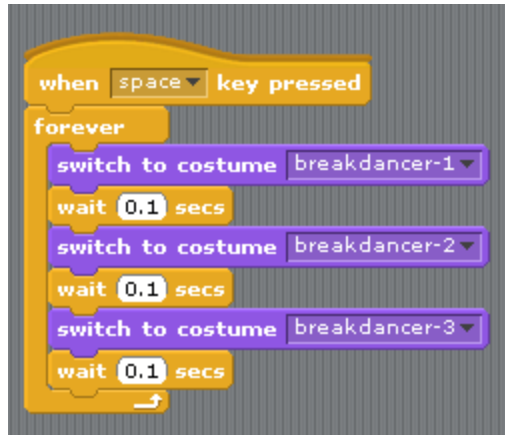 when space key pressed
forever
switch to costume breakdancer-1
wait 0.1 secs
switch to costume breakdancer-2
wait 0.1 secs
switch to costume breakdancer-3
wait 0.1 secs